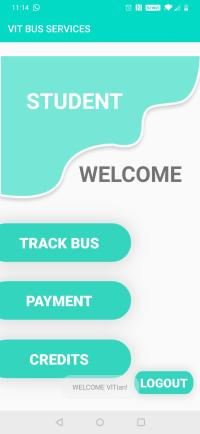 11:14
VIT BUS SERVICES
STUDENT
WELCOME
TRACK BUS
PAYMENT
CREDITS
WELCOME VITian!
LOGOUT